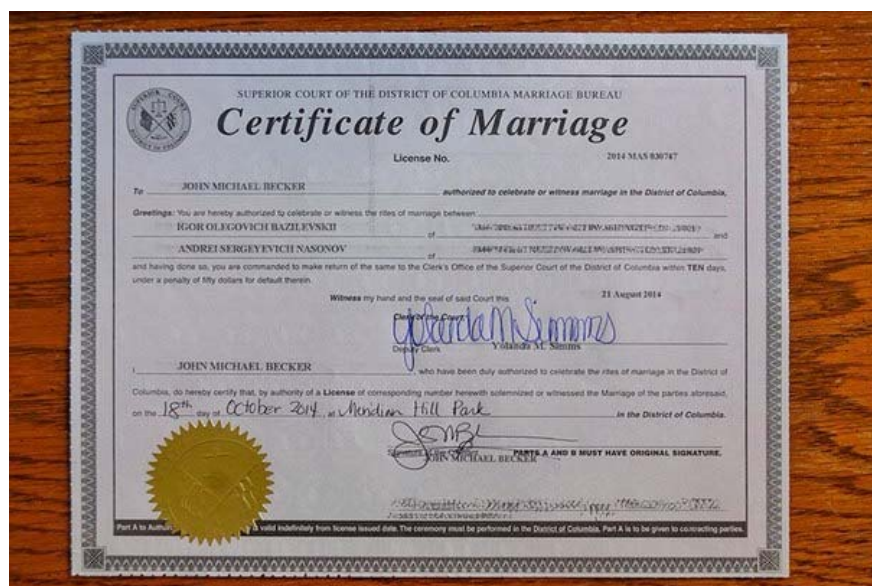 SUPERIOR COURT OF THE DISTRICT OF COLUMBIA MARRIAGE BUREAU
Certificate of Marriage
License No. 2014 MAS 030747
To JOHN MICHAEL BECKER authorized to celebrate or witness marriage in the District of Columbia,
Greetings: You are hereby authorized to celebrate or witness the rites of marriage between
IGOR OLEGOVICH BAZILEVSKII of
and
ANDREI SERGEYEVICH NASONOV of
and having done so, you are commanded to make return of the same to the Clerk's Office of the Superior Court of the District of Columbia within TEN days,
under a penalty of fifty dollars for default therein.
Witness my hand and the seal of said Court this 21 August 2014
Clerk of the Court
Yolanda M Simms
Deputy Clerk Yolanda M. Simms
I JOHN MICHAEL BECKER , who have been duly authorized to celebrate the rites of marriage in the District of
Columbia, do hereby certify that, by authority of a License of corresponding number herewith solemnized or witnessed the Marriage of the parties aforesaid,
on the 18th day of October 2014, at Meridian Hill Park in the District of Columbia.
JOHN MICHAEL BECKER PARTS A AND B MUST HAVE ORIGINAL SIGNATURE.
Part A to is valid indefinitely from license issued date. The ceremony must be performed in the District of Columbia. Part A is to be given to contracting parties.